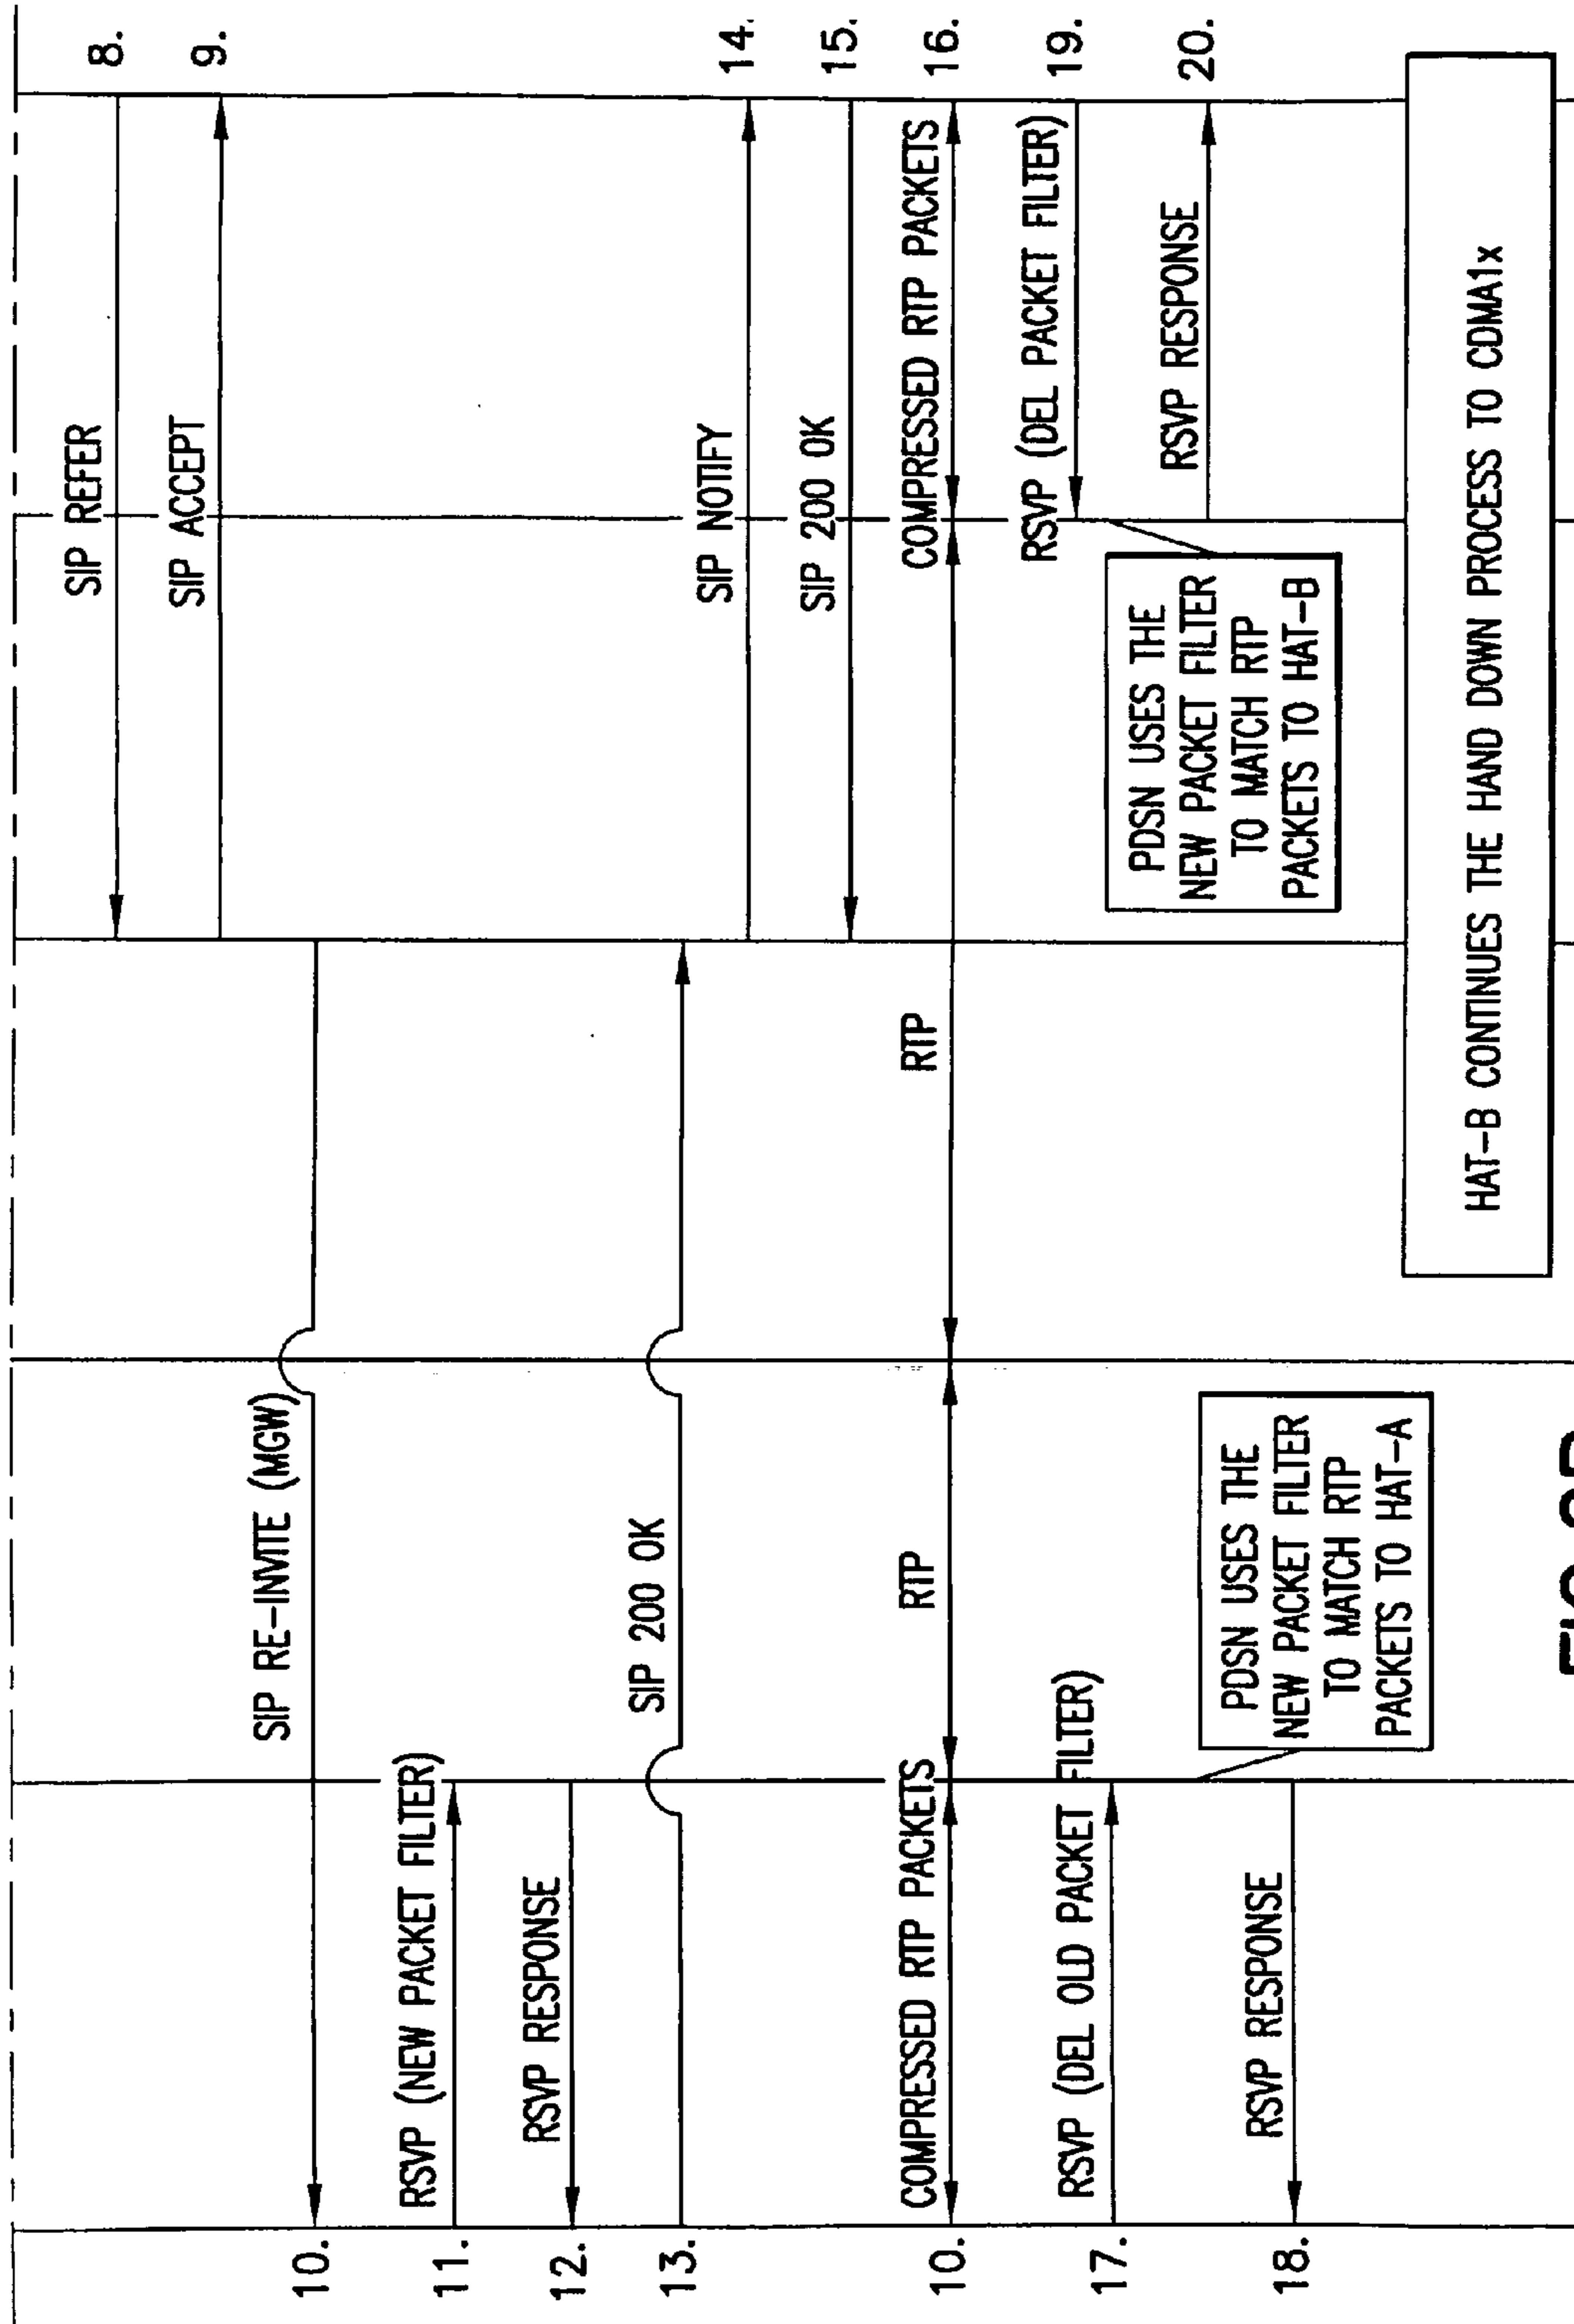 SIP REFER
8.
SIP ACCEPT
9.
SIP RE-INVITE (MGW)
10.
RSVP (NEW PACKET FILTER)
11.
RSVP RESPONSE
12.
SIP 200 OK
13.
SIP NOTIFY
14.
SIP 200 OK
15.
10.
COMPRESSED RTP PACKETS
RTP
RTP
COMPRESSED RTP PACKETS
16.
RSVP (DEL OLD PACKET FILTER)
17.
RSVP (DEL PACKET FILTER)
19.
PDSN USES THE
NEW PACKET FILTER
TO MATCH RTP
PACKETS TO HAT-B
RSVP RESPONSE
20.
PDSN USES THE
NEW PACKET FILTER
TO MATCH RTP
PACKETS TO HAT-A
RSVP RESPONSE
18.
HAT-B CONTINUES THE HAND DOWN PROCESS TO CDMA1x